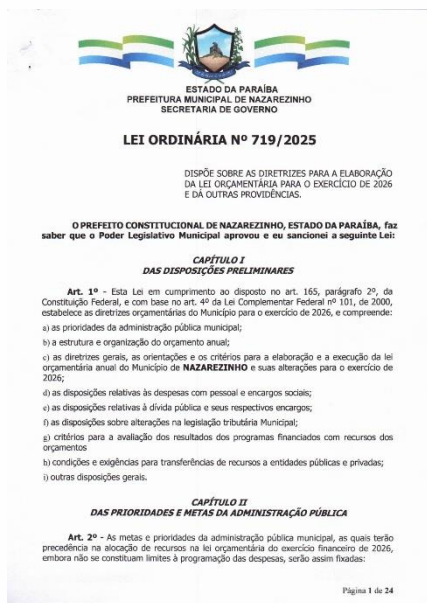 ESTADO DA PARAÍBA
PREFEITURA MUNICIPAL DE NAZAREZINHO
SECRETARIA DE GOVERNO
LEI ORDINÁRIA Nº 719/2025
DISPÕE SOBRE AS DIRETRIZES PARA A ELABORAÇÃO
DA LEI ORÇAMENTÁRIA PARA O EXERCÍCIO DE 2026
E DÁ OUTRAS PROVIDÊNCIAS.
O PREFEITO CONSTITUCIONAL DE NAZAREZINHO, ESTADO DA PARAÍBA, faz
saber que o Poder Legislativo Municipal aprovou e eu sancionei a seguinte Lei:
CAPÍTULO I
DAS DISPOSIÇÕES PRELIMINARES
Art. 1º - Esta Lei em cumprimento ao disposto no art. 165, parágrafo 2º, da
Constituição Federal, e com base no art. 4º da Lei Complementar Federal nº 101, de 2000,
estabelece as diretrizes orçamentárias do Município para o exercício de 2026, e compreende:
a) as prioridades da administração pública municipal;
b) a estrutura e organização do orçamento anual;
c) as diretrizes gerais, as orientações e os critérios para a elaboração e a execução da lei
orçamentária anual do Município de NAZAREZINHO e suas alterações para o exercício de
2026;
d) as disposições relativas às despesas com pessoal e encargos sociais;
e) as disposições relativas à dívida pública e seus respectivos encargos;
f) as disposições sobre alterações na legislação tributária Municipal;
g) critérios para a avaliação dos resultados dos programas financiados com recursos dos
orçamentos
h) condições e exigências para transferências de recursos a entidades públicas e privadas;
i) outras disposições gerais.
CAPÍTULO II
DAS PRIORIDADES E METAS DA ADMINISTRAÇÃO PÚBLICA
Art. 2º - As metas e prioridades da administração pública municipal, as quais terão
precedência na alocação de recursos na lei orçamentária do exercício financeiro de 2026,
embora não se constituam limites à programação das despesas, serão assim fixadas:
Página 1 de 24